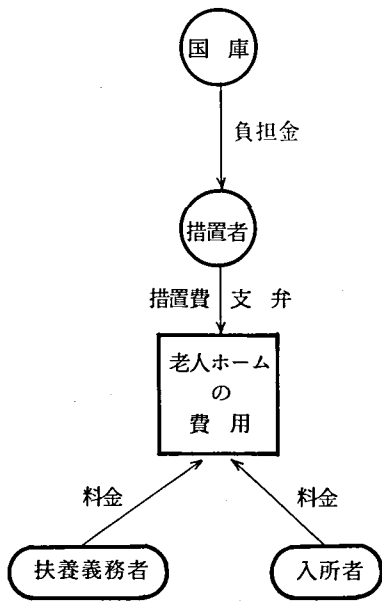 国庫
負担金
措置者
措置費 支弁
老人ホーム
の
費用
料金 料金
扶養義務者 入所者